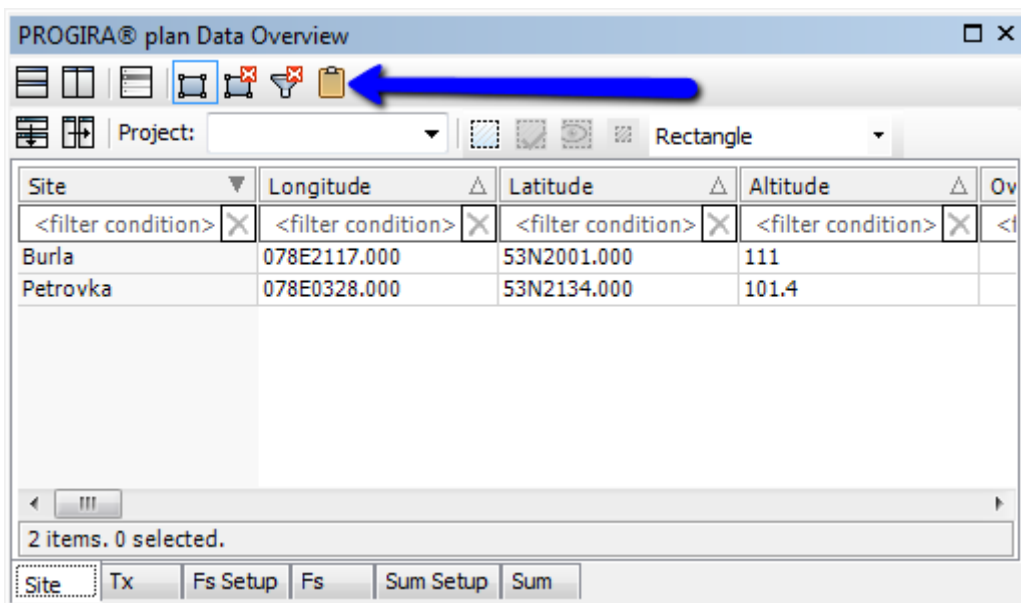 PROGIRA® plan Data Overview
Project: Rectangle
Site Longitude Latitude Altitude Ov
<filter condition> <filter condition> <filter condition> <filter condition> <f
Burla 078E2117.000 53N2001.000 111
Petrovka 078E0328.000 53N2134.000 101.4
2 items. 0 selected.
Site Tx Fs Setup Fs Sum Setup Sum